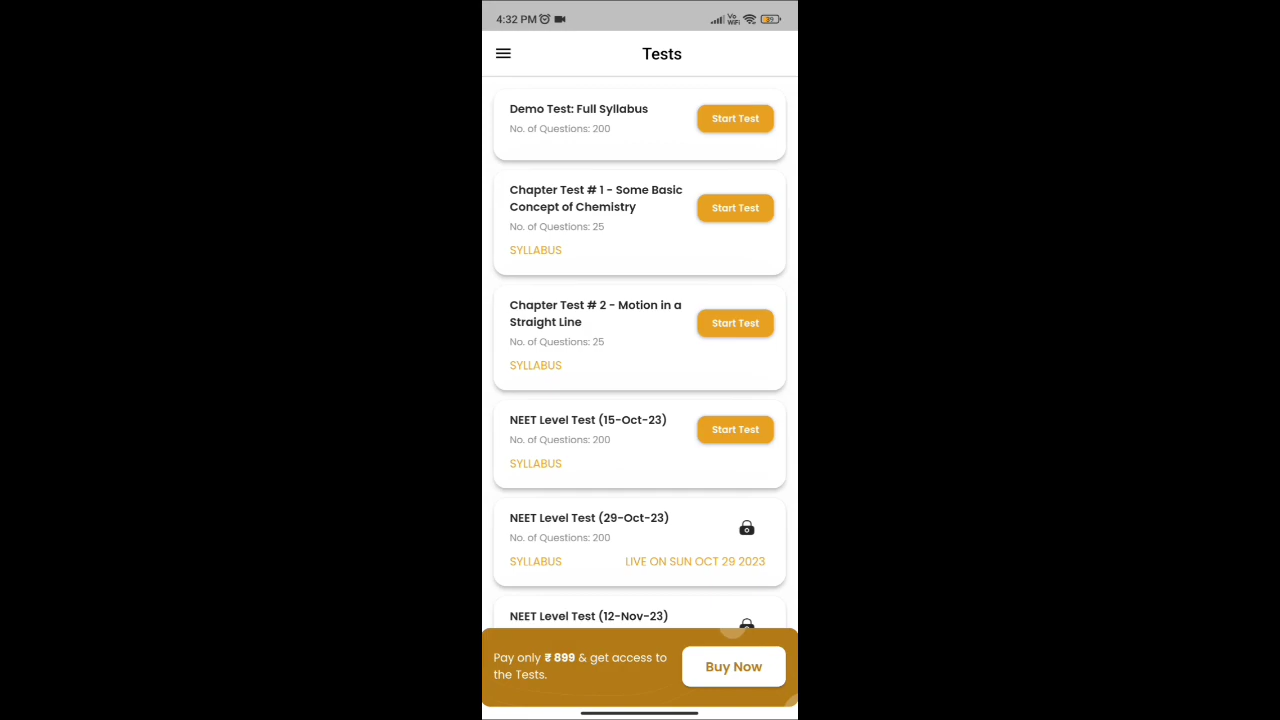 4:32 PM
Vo
WiFi
39
Tests
Demo Test: Full Syllabus
No. of Questions: 200
Start Test
Chapter Test # 1 - Some Basic
Concept of Chemistry
No. of Questions: 25
Start Test
SYLLABUS
Chapter Test # 2 - Motion in a
Straight Line
No. of Questions: 25
Start Test
SYLLABUS
NEET Level Test (15-Oct-23)
No. of Questions: 200
Start Test
SYLLABUS
NEET Level Test (29-Oct-23)
No. of Questions: 200
SYLLABUS LIVE ON SUN OCT 29 2023
NEET Level Test (12-Nov-23)
Pay only ₹ 899 & get access to
the Tests.
Buy Now